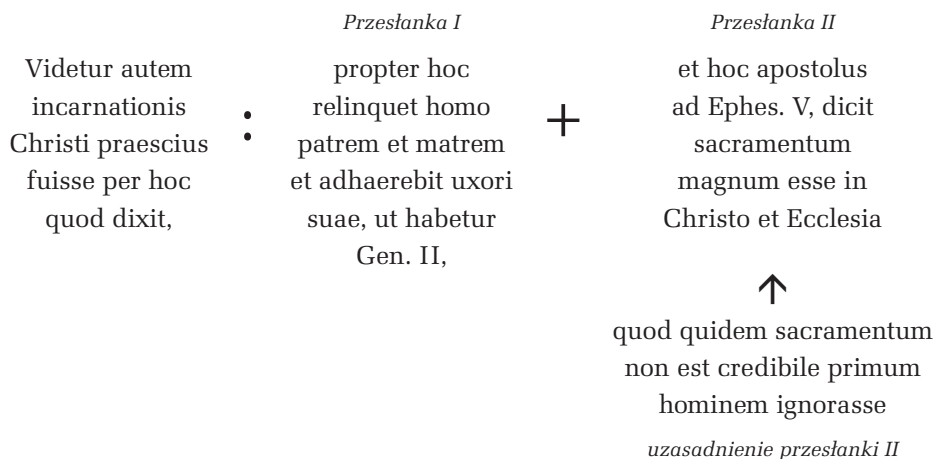 Videtur autem
incarnationis
Christi praescius
fuisse per hoc
quod dixit,
:
Przesłanka I
propter hoc
relinquet homo
patrem et matrem
et adhaerebit uxori
suae, ut habetur
Gen. II,
+
Przesłanka II
et hoc apostolus
ad Ephes. V, dicit
sacramentum
magnum esse in
Christo et Ecclesia
↑
quod quidem sacramentum
non est credibile primum
hominem ignorasse
uzasadnienie przesłanki II